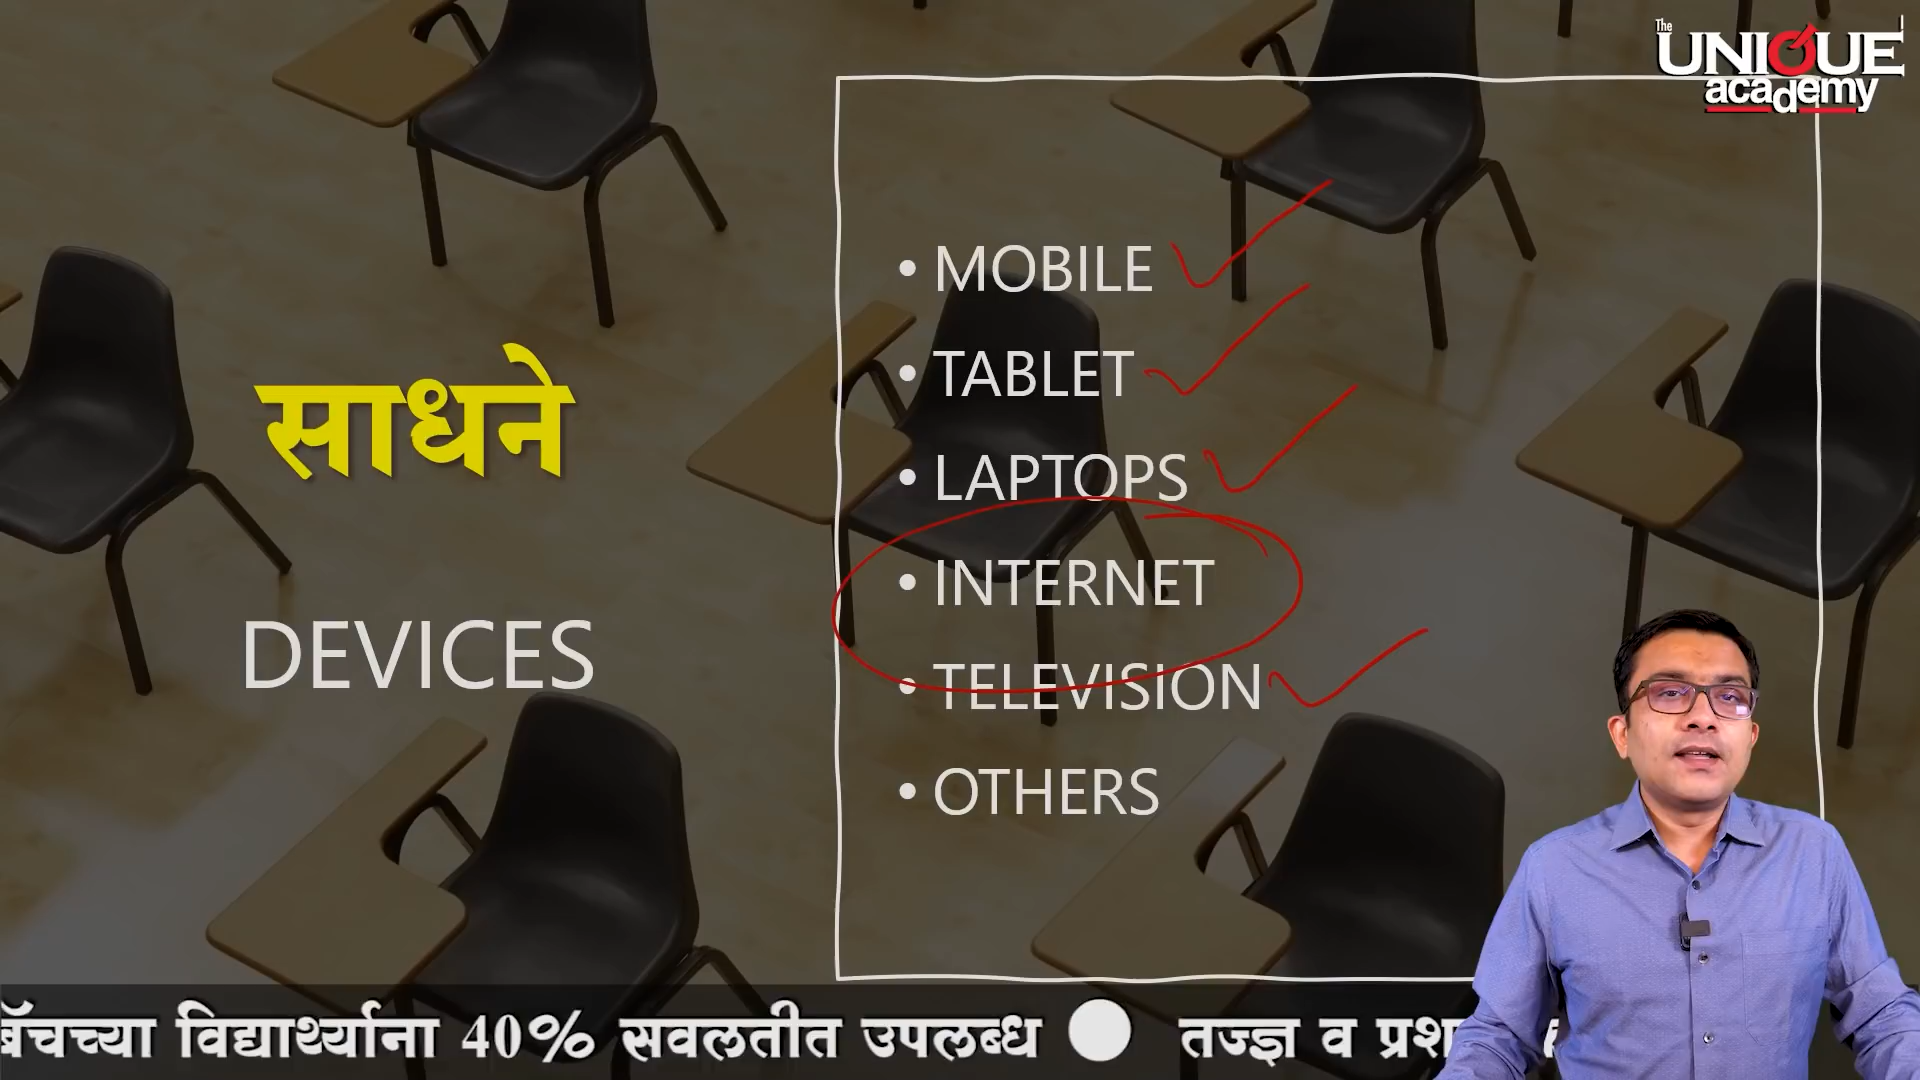 The
UNIQUE
academy
साधने
DEVICES
• MOBILE
• TABLET
• LAPTOPS
• INTERNET
• TELEVISION
• OTHERS
बॅचच्या विद्यार्थ्यांना 40% सवलतीत उपलब्ध तज्ज्ञ व